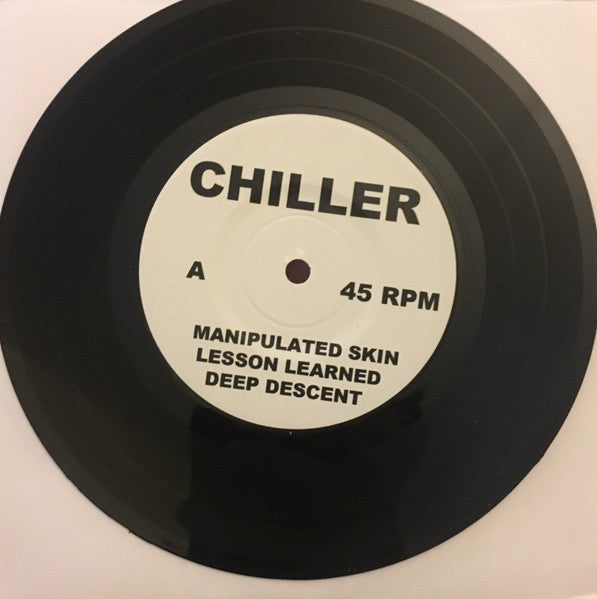 CHILLER
A
45 RPM
MANIPULATED SKIN
LESSON LEARNED
DEEP DESCENT